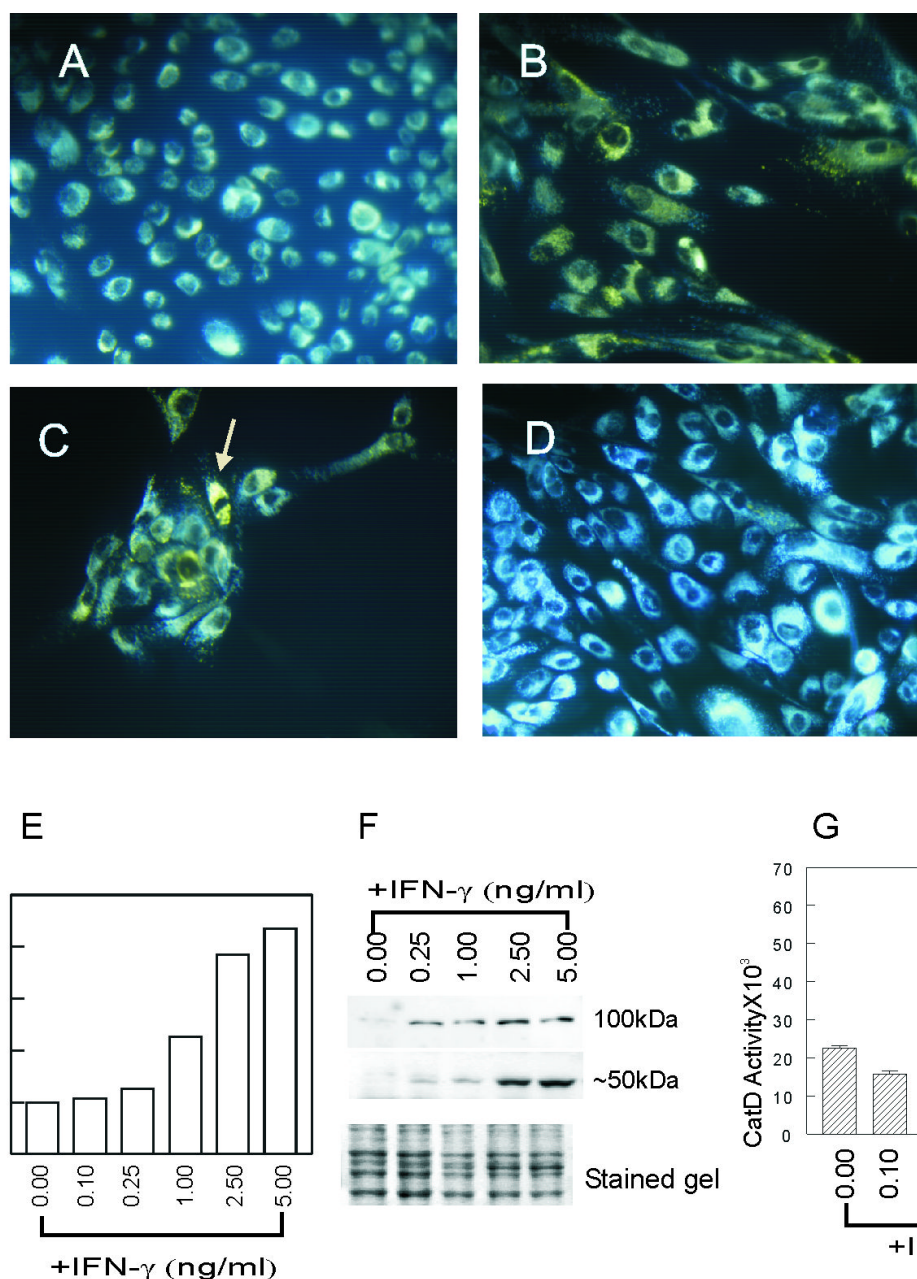 A
B
C
D
E
0.00 0.10 0.25 1.00 2.50 5.00
+IFN-γ (ng/ml)
F
+IFN-γ (ng/ml)
0.00 0.25 1.00 2.50 5.00
100kDa
~50kDa
Stained gel
G
CatD ActivityX10³
70
60
50
40
30
20
10
0
0.00 0.10
+I